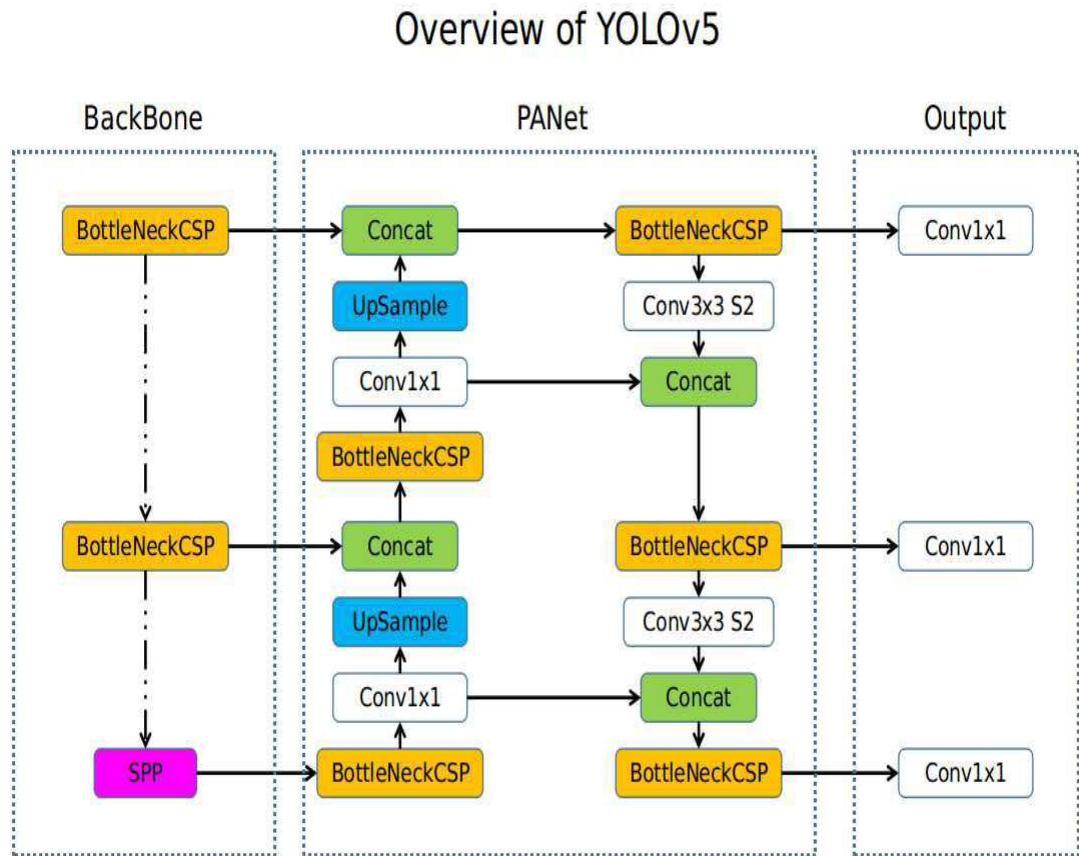 Overview of YOLOv5
BackBone PANet Output
BottleNeckCSP Concat BottleNeckCSP Conv1x1
UpSample Conv3x3 S2
Conv1x1 Concat
BottleNeckCSP
BottleNeckCSP Concat BottleNeckCSP Conv1x1
UpSample Conv3x3 S2
Conv1x1 Concat
SPP BottleNeckCSP BottleNeckCSP Conv1x1